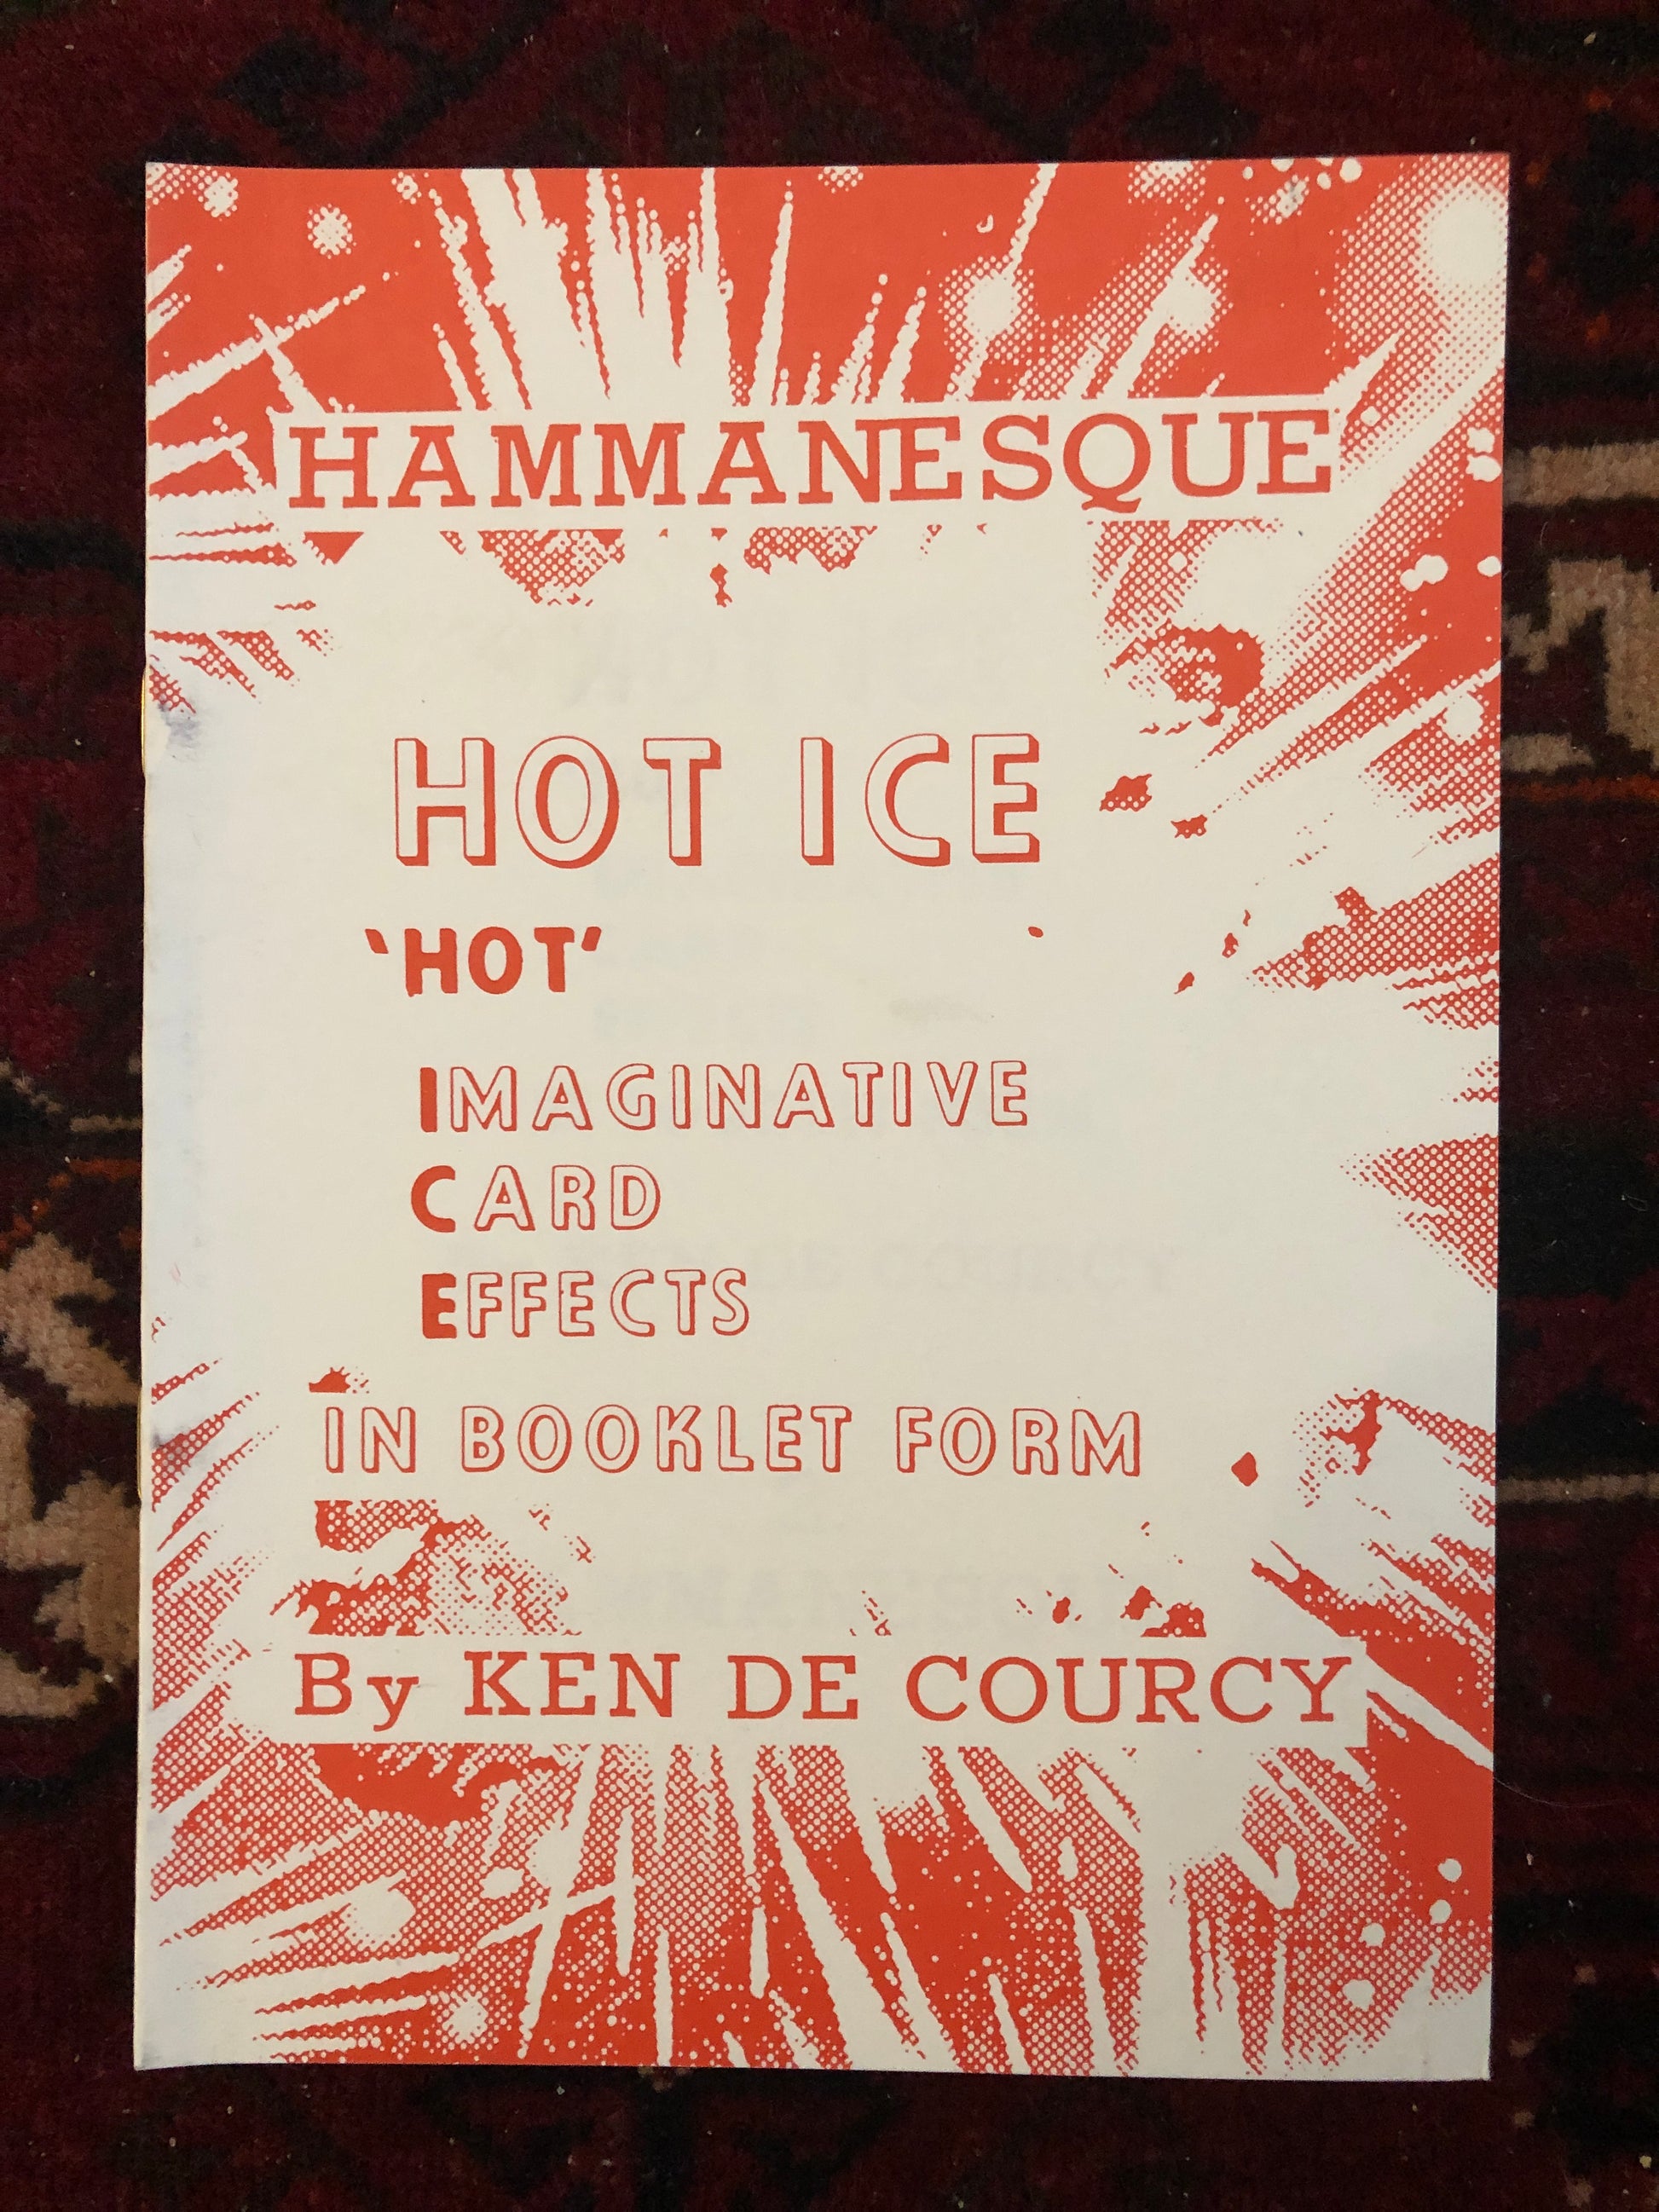 HAMMANESQUE
HOT ICE
'HOT'
IMAGINATIVE
CARD
EFFECTS
IN BOOKLET FORM
By KEN DE COURCY